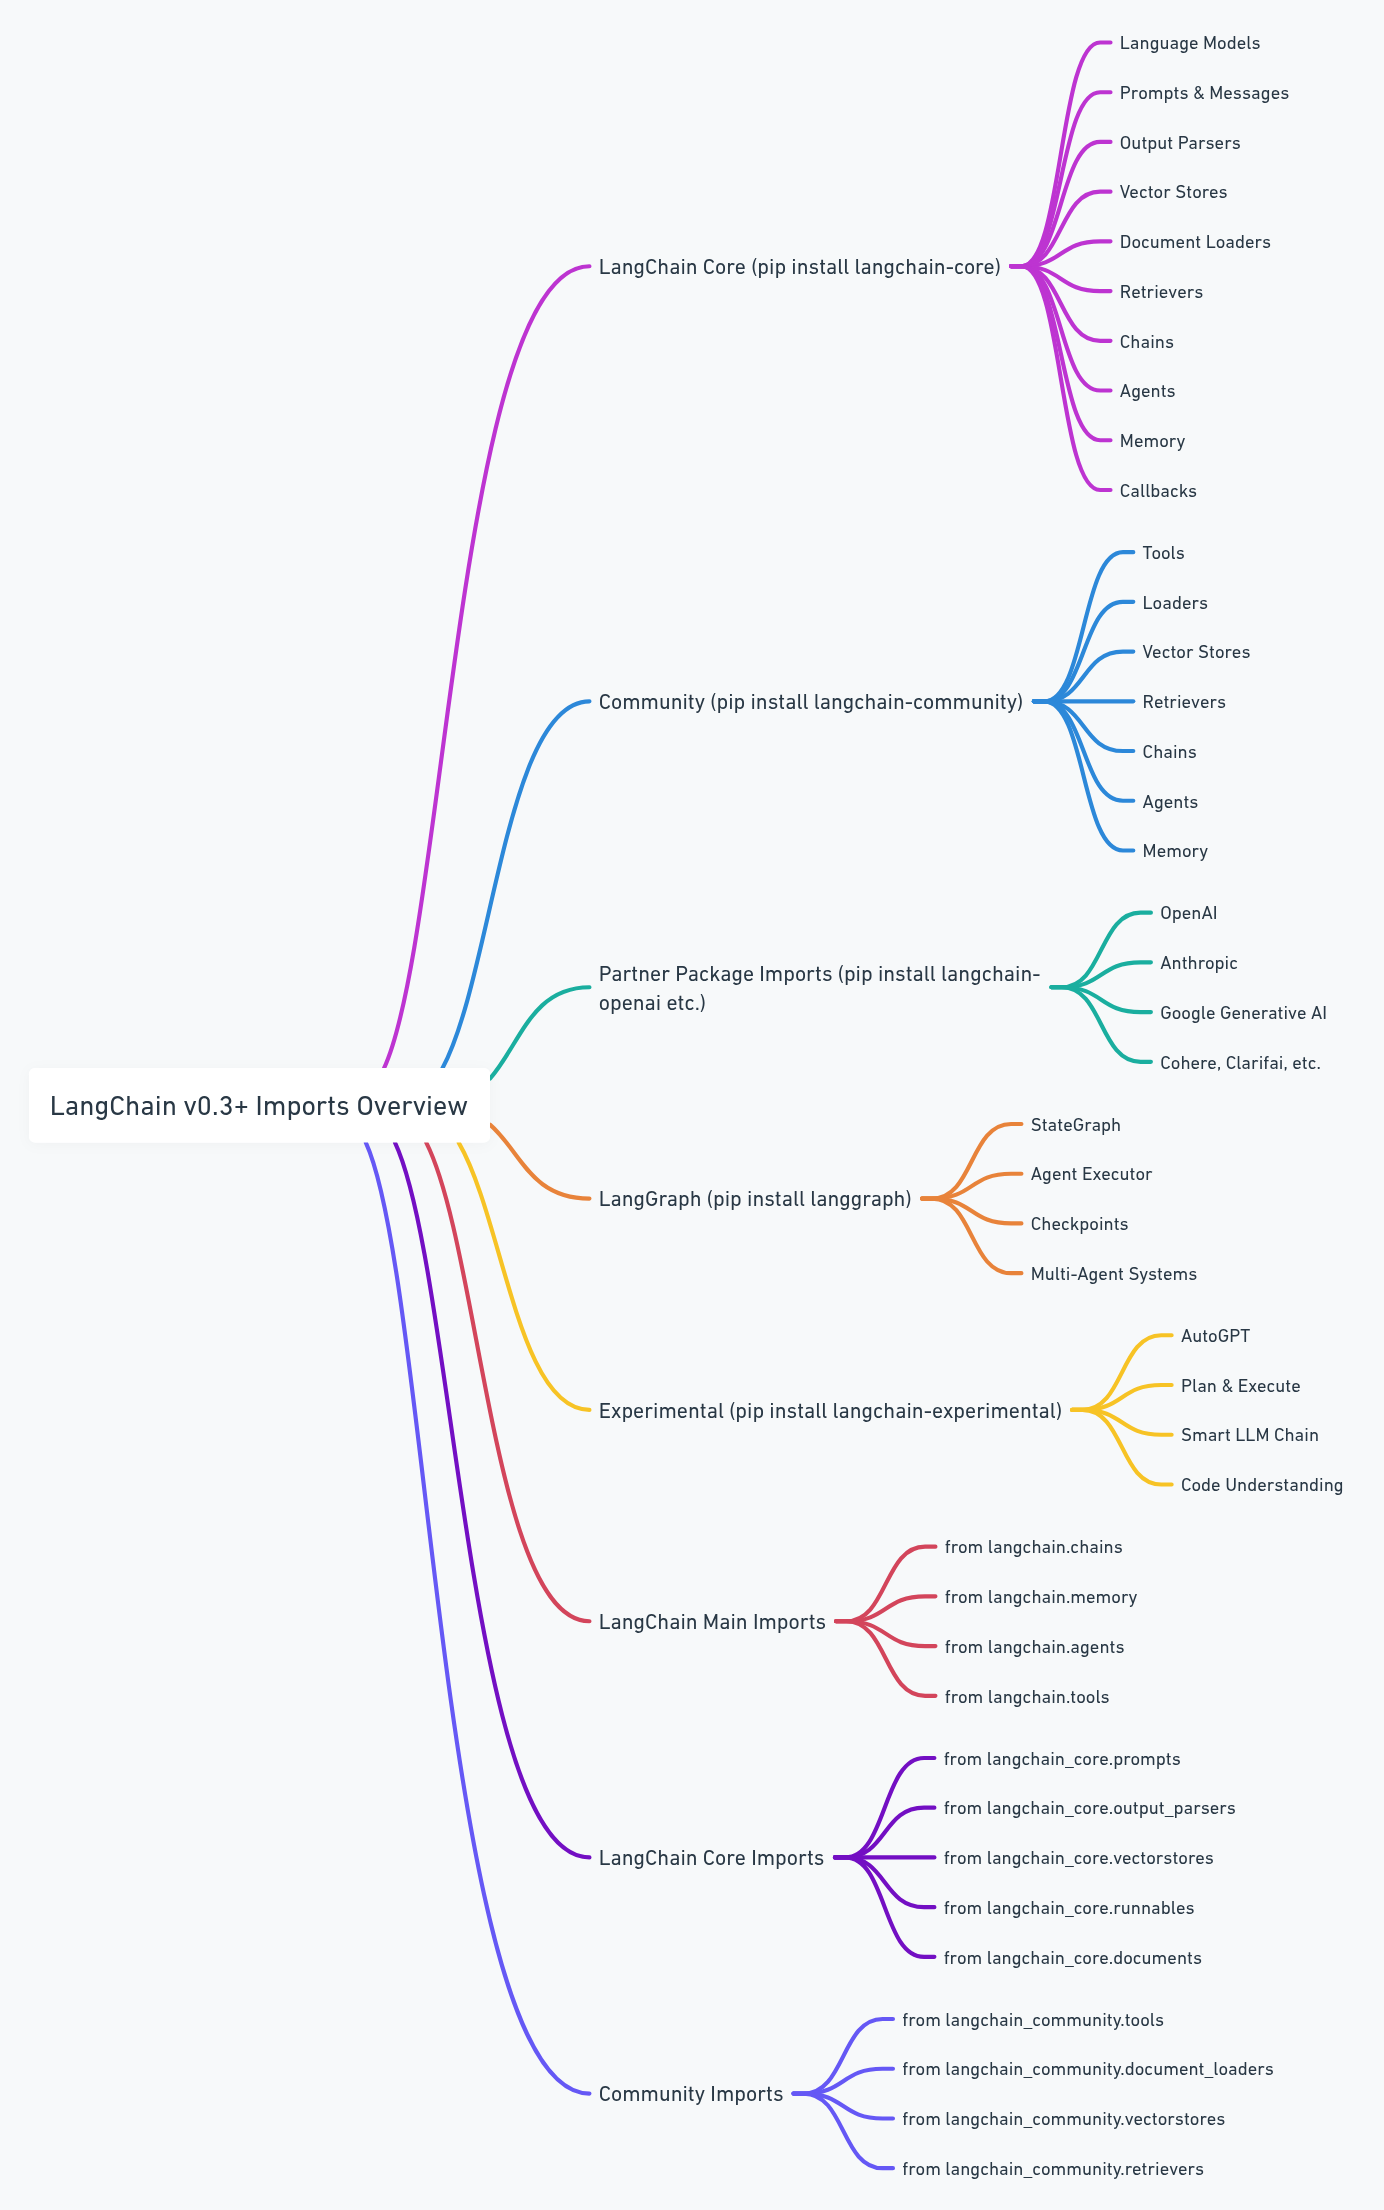 LangChain v0.3+ Imports Overview
LangChain Core (pip install langchain-core)
Language Models
Prompts & Messages
Output Parsers
Vector Stores
Document Loaders
Retrievers
Chains
Agents
Memory
Callbacks
Community (pip install langchain-community)
Tools
Loaders
Vector Stores
Retrievers
Chains
Agents
Memory
Partner Package Imports (pip install langchain-
openai etc.)
OpenAI
Anthropic
Google Generative AI
Cohere, Clarifai, etc.
LangGraph (pip install langgraph)
StateGraph
Agent Executor
Checkpoints
Multi-Agent Systems
Experimental (pip install langchain-experimental)
AutoGPT
Plan & Execute
Smart LLM Chain
Code Understanding
LangChain Main Imports
from langchain.chains
from langchain.memory
from langchain.agents
from langchain.tools
LangChain Core Imports
from langchain_core.prompts
from langchain_core.output_parsers
from langchain_core.vectorstores
from langchain_core.runnables
from langchain_core.documents
Community Imports
from langchain_community.tools
from langchain_community.document_loaders
from langchain_community.vectorstores
from langchain_community.retrievers